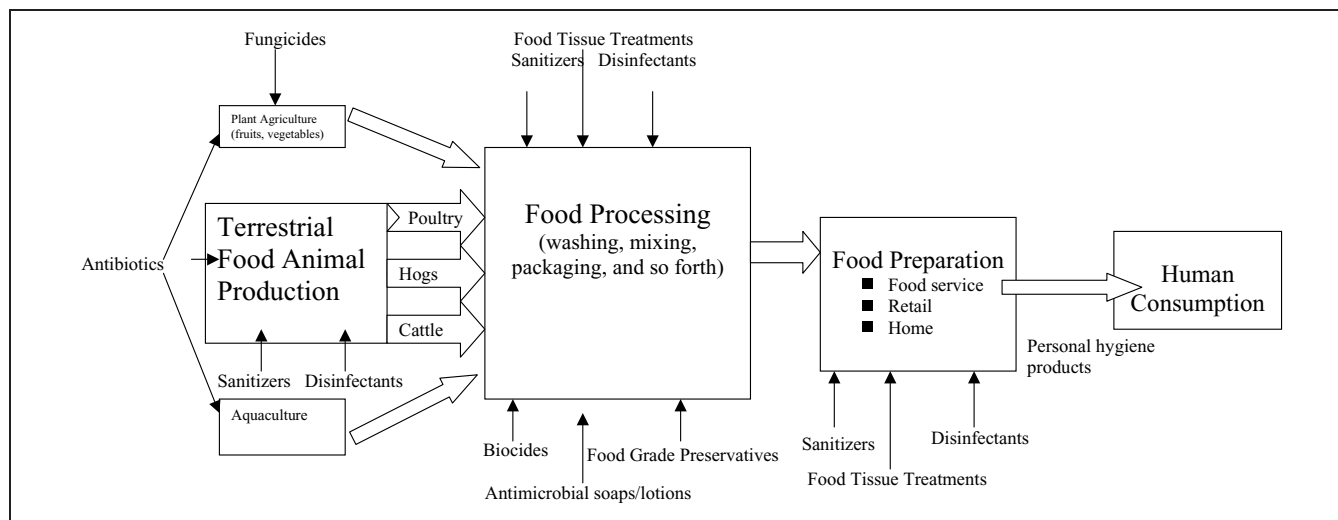 Fungicides
Food Tissue Treatments
Sanitizers Disinfectants
Plant Agriculture
(fruits, vegetables)
Terrestrial
Food Animal
Production
Poultry
Hogs
Cattle
Antibiotics
Sanitizers Disinfectants
Aquaculture
Food Processing
(washing, mixing,
packaging, and so forth)
Biocides
Food Grade Preservatives
Antimicrobial soaps/lotions
Food Preparation
■ Food service
■ Retail
■ Home
Sanitizers
Disinfectants
Food Tissue Treatments
Personal hygiene
products
Human
Consumption